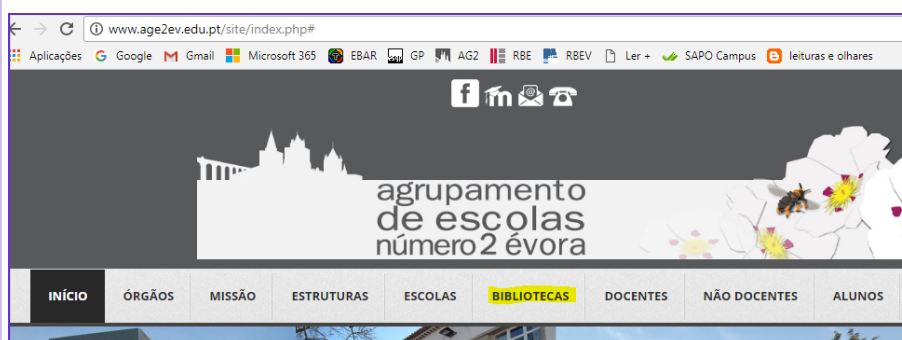 www.age2ev.edu.pt/site/index.php#
Aplicações Google Gmail Microsoft 365 EBAR GP AG2 RBE RBEV Ler + SAPO Campus leituras e olhares
agrupamento
de escolas
número 2 évora
INÍCIO ÓRGÃOS MISSÃO ESTRUTURAS ESCOLAS BIBLIOTECAS DOCENTES NÃO DOCENTES ALUNOS